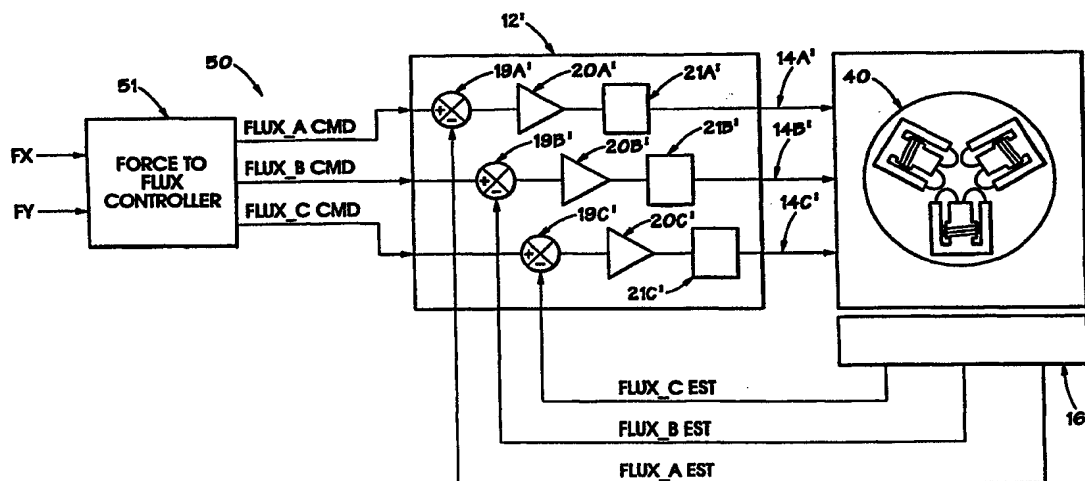 12'
50
51
19A'
20A'
21A'
14A'
40
FLUX_A CMD
19B'
20B'
21B'
14B'
FX
FORCE TO
FLUX
CONTROLLER
FLUX_B CMD
FY
FLUX_C CMD
19C'
20C'
14C'
21C'
FLUX_C EST
16
FLUX_B EST
FLUX_A EST